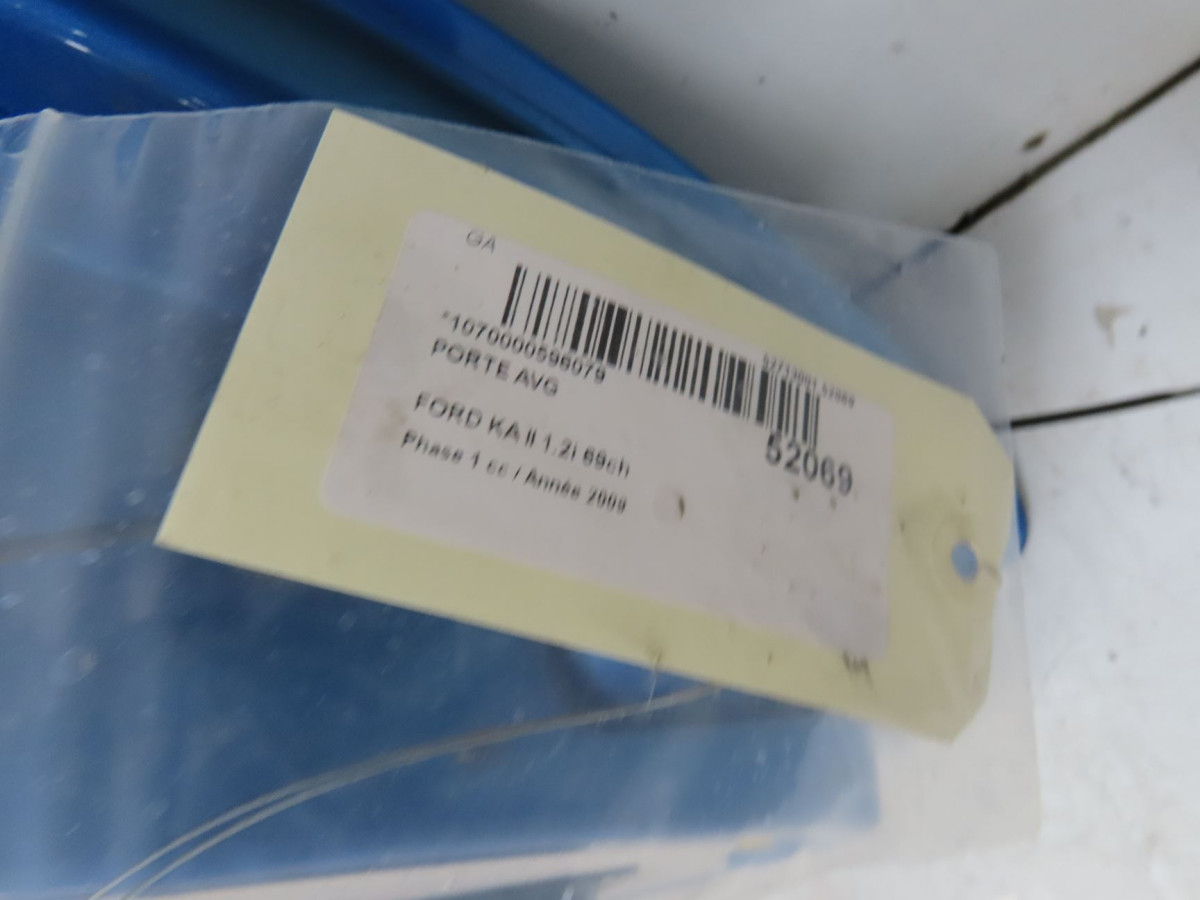 GA
*1070000596079
PORTE AVG
52069
FORD KA II 1.2i 69ch
Phase 1 cc / Année 2009